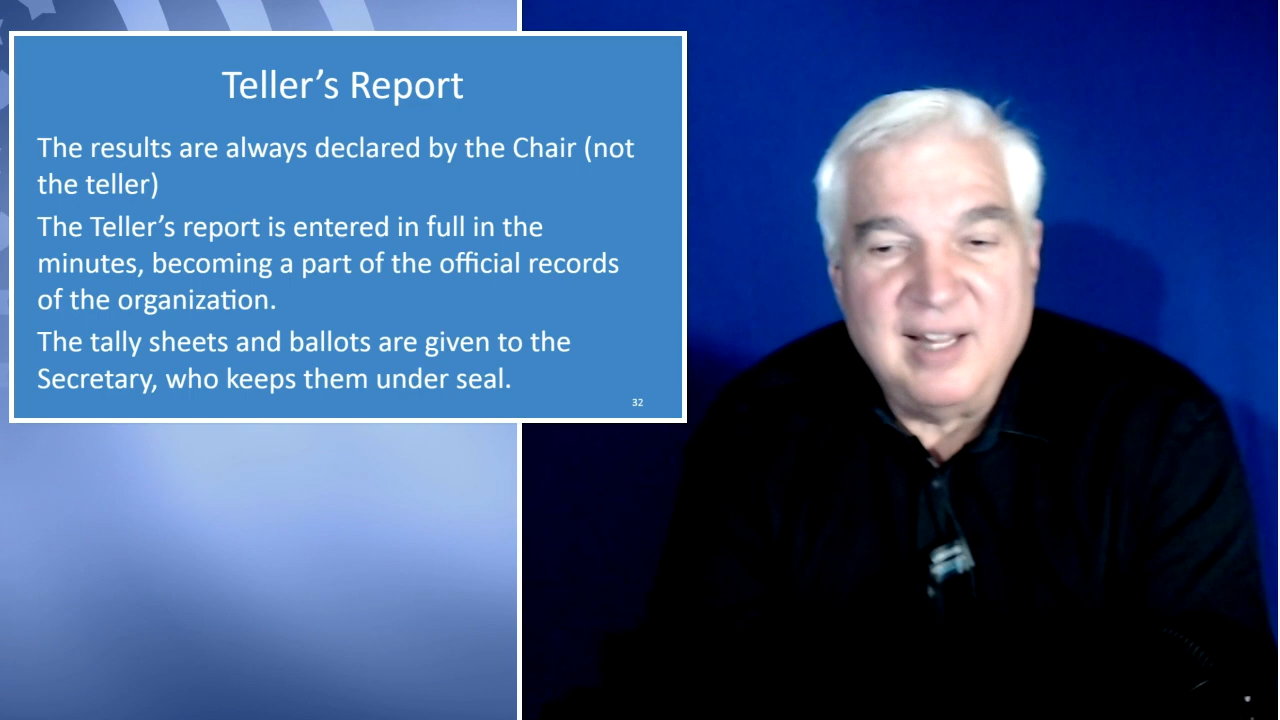 Teller’s Report
The results are always declared by the Chair (not
the teller)
The Teller’s report is entered in full in the
minutes, becoming a part of the official records
of the organization.
The tally sheets and ballots are given to the
Secretary, who keeps them under seal.
32